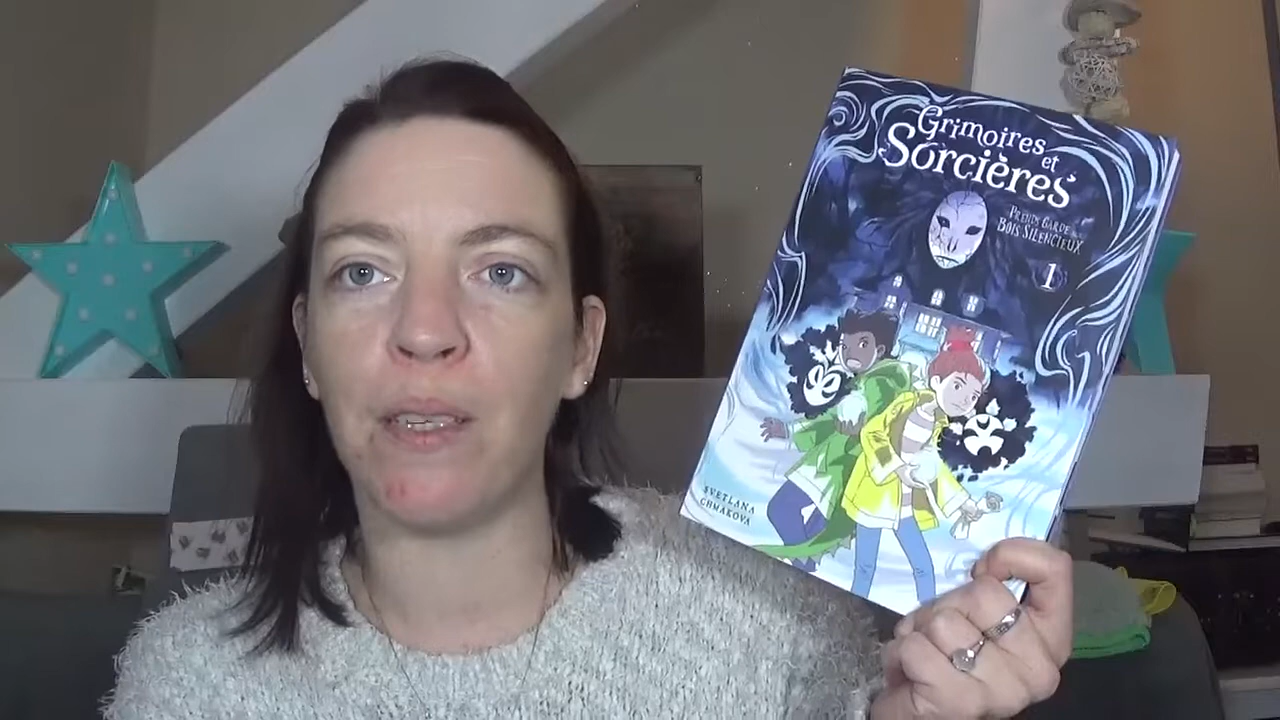 Grimoires
et
Sorcières
Prends garde au
Bois Silencieux
1
Svetlana
Chmakova